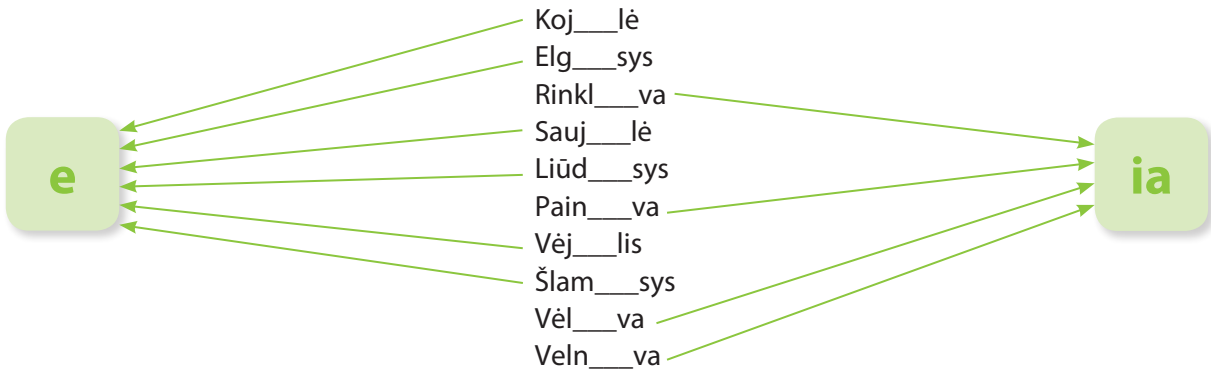 Koj___lė
Elg___sys
Rinkl___va
Sauj___lė
Liūd___sys
Pain___va
Vėj___lis
Šlam___sys
Vėl___va
Veln___va
e
ia